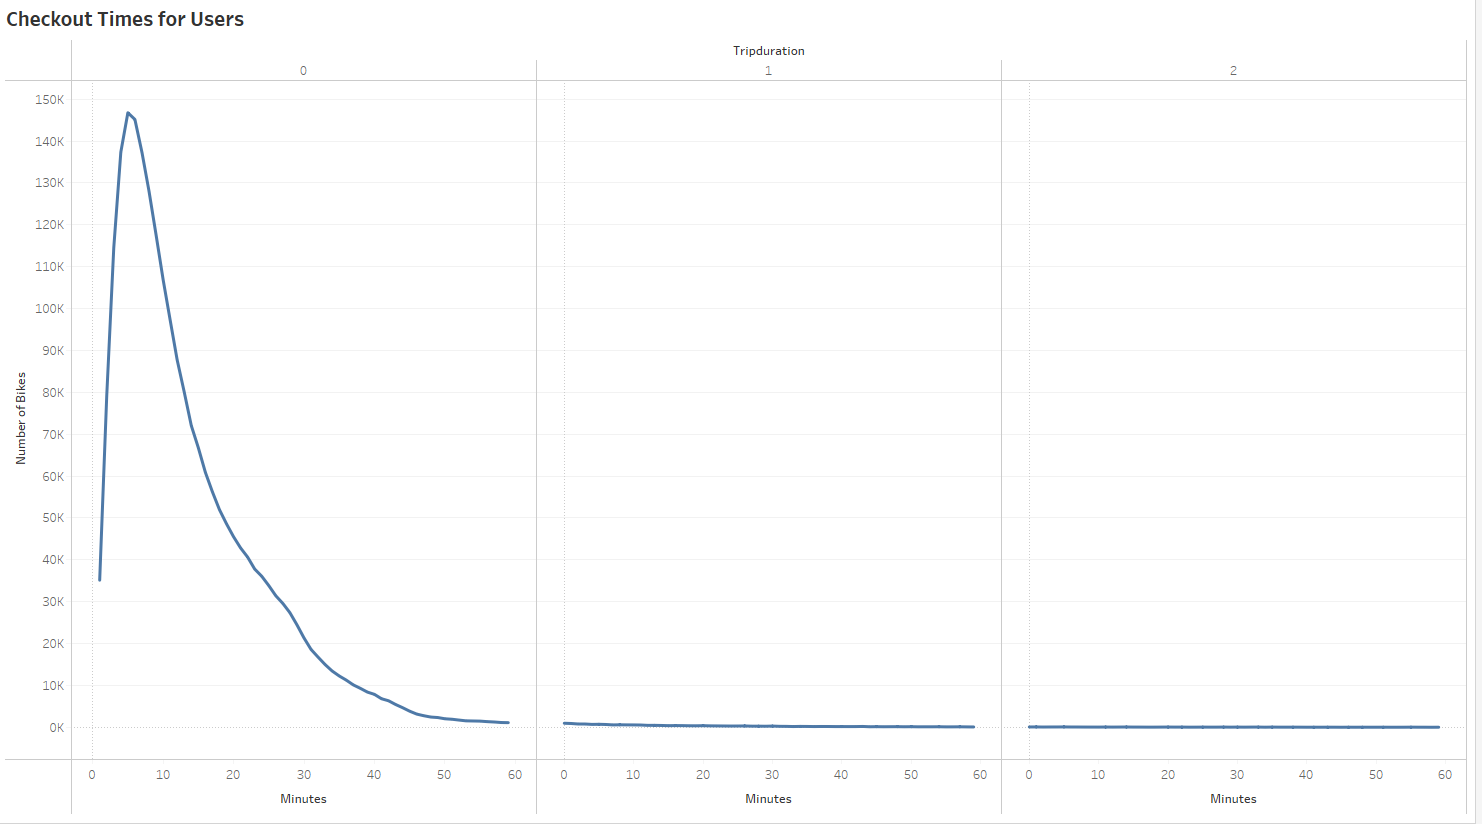 Checkout Times for Users
Tripduration
0 1 2
150K
140K
130K
120K
110K
100K
90K
80K
70K
60K
50K
40K
30K
20K
10K
0K
Number of Bikes
0 10 20 30 40 50 60 0 10 20 30 40 50 60 0 10 20 30 40 50 60
Minutes Minutes Minutes